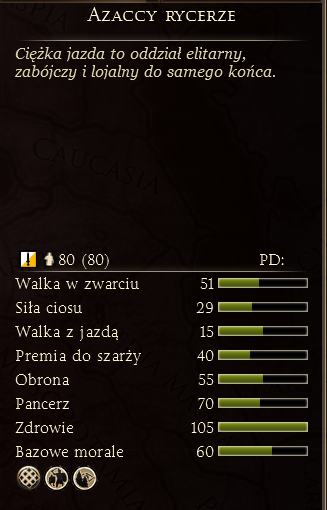 Azaccy rycerze
Ciężka jazda to oddział elitarny,
zabójczy i lojalny do samego końca.
Caucasia
80 (80) PD:
Walka w zwarciu 51
Siła ciosu 29
Walka z jazdą 15
Premia do szarży 40
Obrona 55
Pancerz 70
Zdrowie 105
Bazowe morale 60